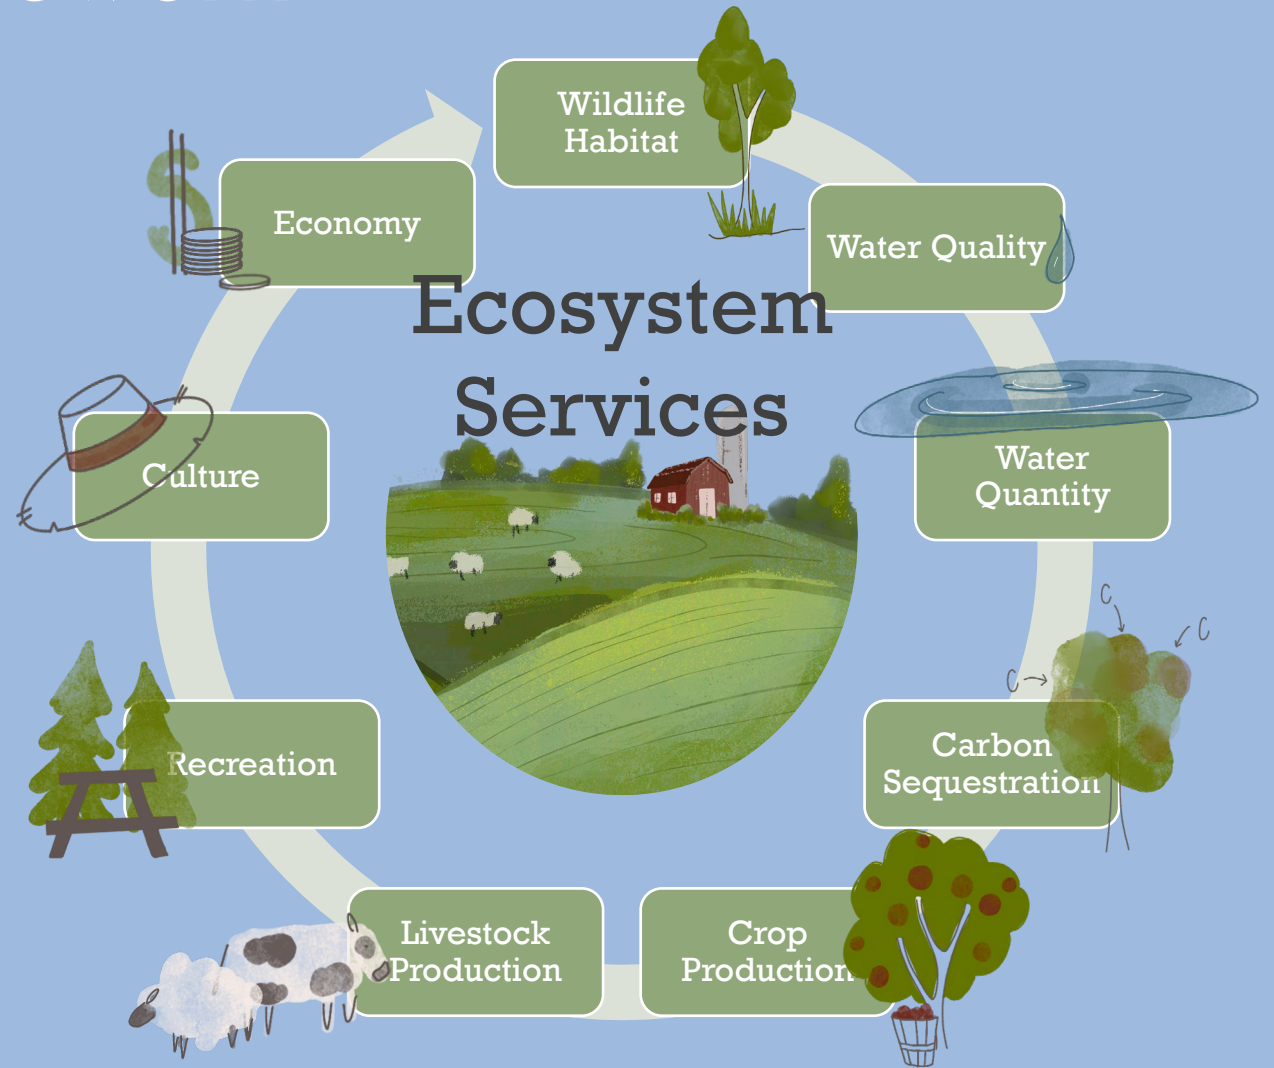 Wildlife
Habitat
Water Quality
Economy
Ecosystem
Services
Culture
Water
Quantity
C
C
C
Carbon
Sequestration
Recreation
Livestock
Production
Crop
Production